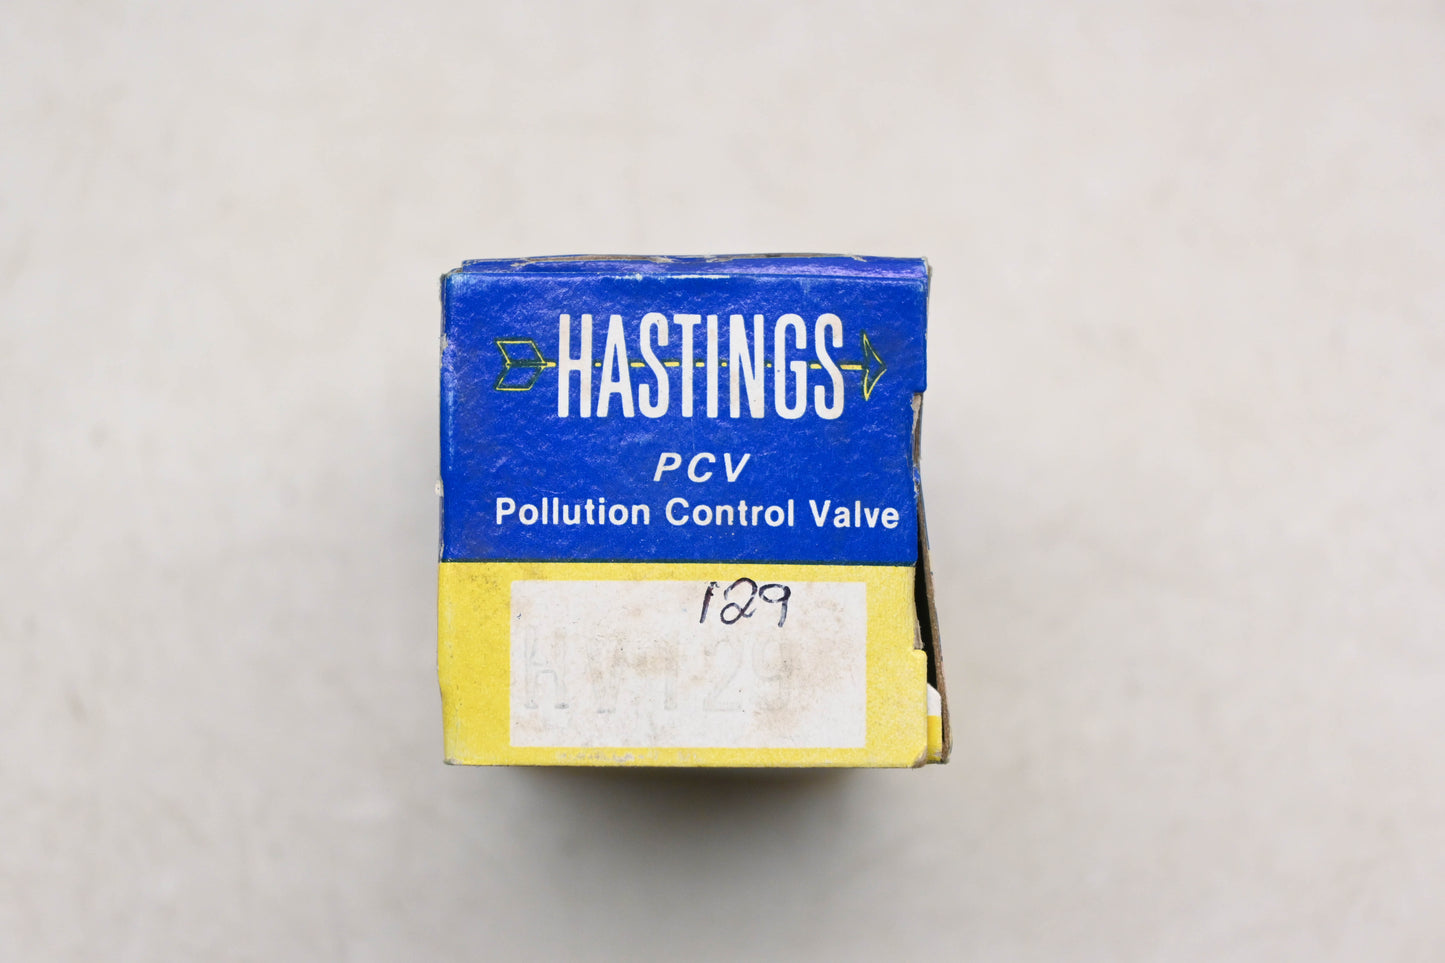 HASTINGS
PCV
Pollution Control Valve
129
HV129